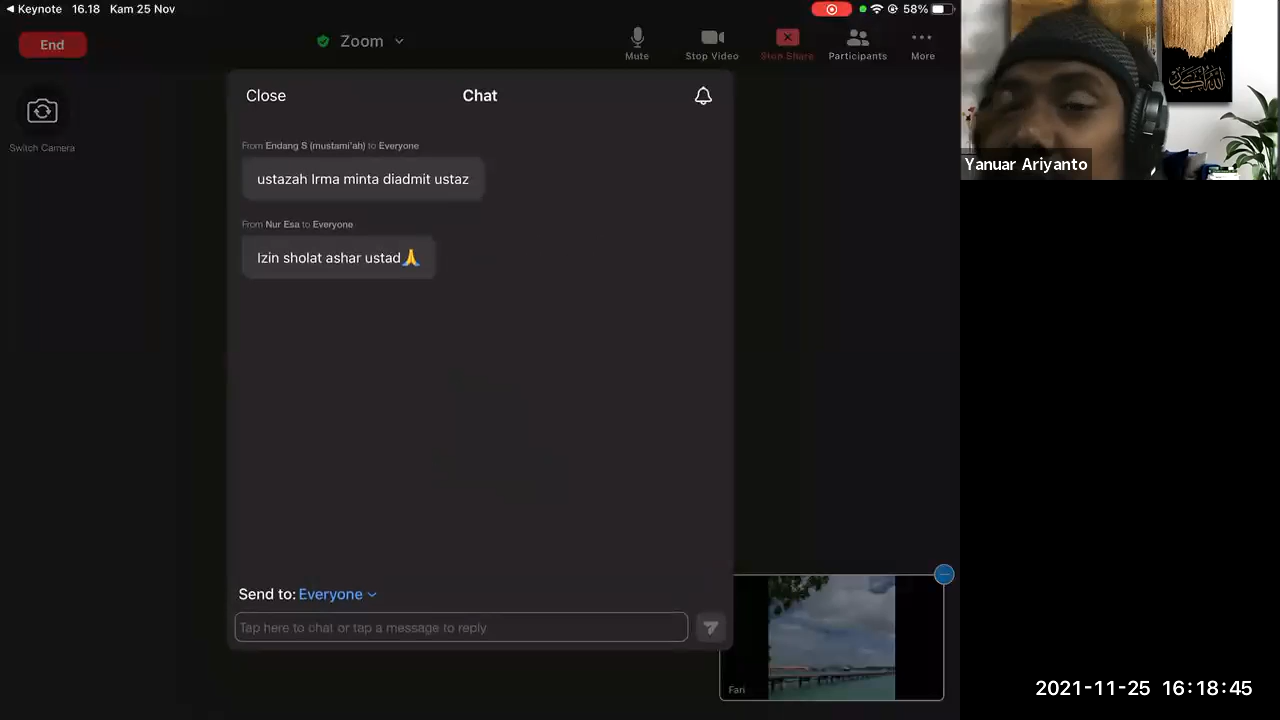 Keynote 16.18 Kam 25 Nov 58%
End
Zoom
Mute
Stop Video
Stop Share
Participants
More
Switch Camera
Close
Chat
From Endang S (mustami'ah) to Everyone
ustazah Irma minta diadmit ustaz
From Nur Esa to Everyone
Izin sholat ashar ustad🙏
Send to: Everyone
Tap here to chat or tap a message to reply
Fari
Yanuar Ariyanto
2021-11-25 16:18:45